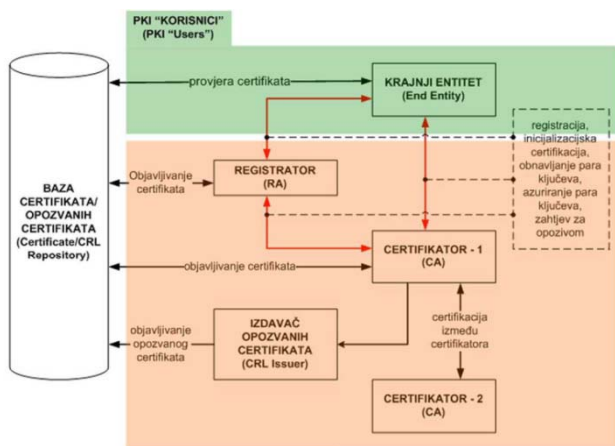 PKI “KORISNICI”
(PKI “Users”)
provjera certifikata
KRAJNJI ENTITET
(End Entity)
registracija,
inicijalizacijska
certifikacija,
obnavljanje para
ključeva,
azuriranje para
ključeva,
zahtjev za
opozivom
Objavljivanje
certifikata
REGISTRATOR
(RA)
BAZA
CERTIFIKATA/
OPOZVANIH
CERTIFIKATA
(Certificate/CRL
Repository)
objavljivanje certifikata
CERTIFIKATOR - 1
(CA)
objavljivanje
opozvanog
certifikata
IZDAVAČ
OPOZVANIH
CERTIFIKATA
(CRL Issuer)
certifikacija
između
certifikatora
CERTIFIKATOR - 2
(CA)